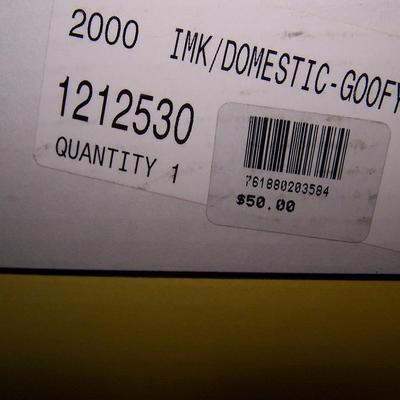 2000 IMK/DOMESTIC-GOOFY
1212530
QUANTITY 1
761880203584
$50.00